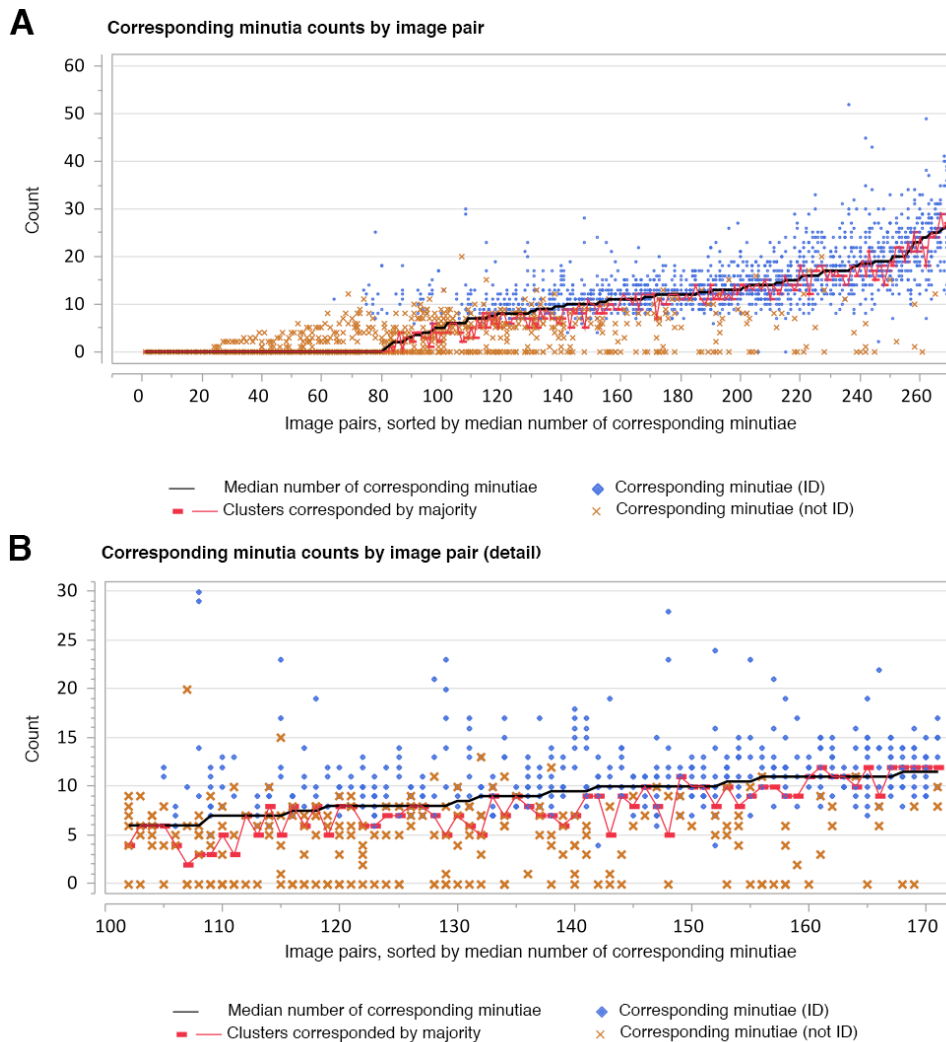 A
Corresponding minutia counts by image pair
60
50
40
30
20
10
0
Count
0 20 40 60 80 100 120 140 160 180 200 220 240 260
Image pairs, sorted by median number of corresponding minutiae
Median number of corresponding minutiae
Corresponding minutiae (ID)
Clusters corresponded by majority
Corresponding minutiae (not ID)
B
Corresponding minutia counts by image pair (detail)
30
25
20
15
10
5
0
Count
100 110 120 130 140 150 160 170
Image pairs, sorted by median number of corresponding minutiae
Median number of corresponding minutiae
Corresponding minutiae (ID)
Clusters corresponded by majority
Corresponding minutiae (not ID)